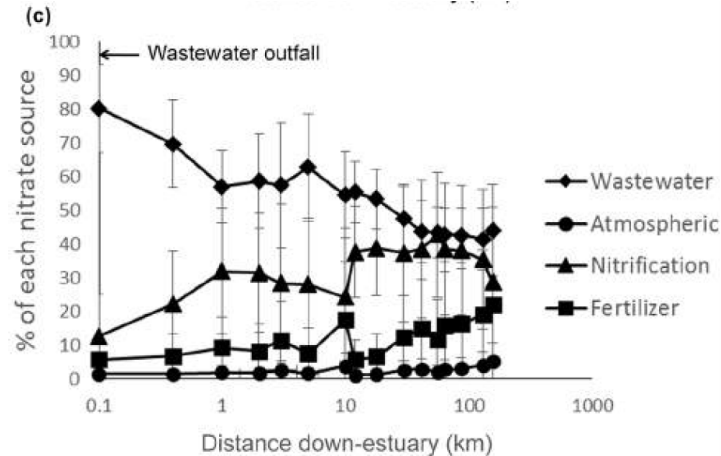 (c)
100
90
80
70
60
50
40
30
20
10
0
% of each nitrate source
Wastewater outfall
Wastewater
Atmospheric
Nitrification
Fertilizer
0.1 1 10 100 1000
Distance down-estuary (km)